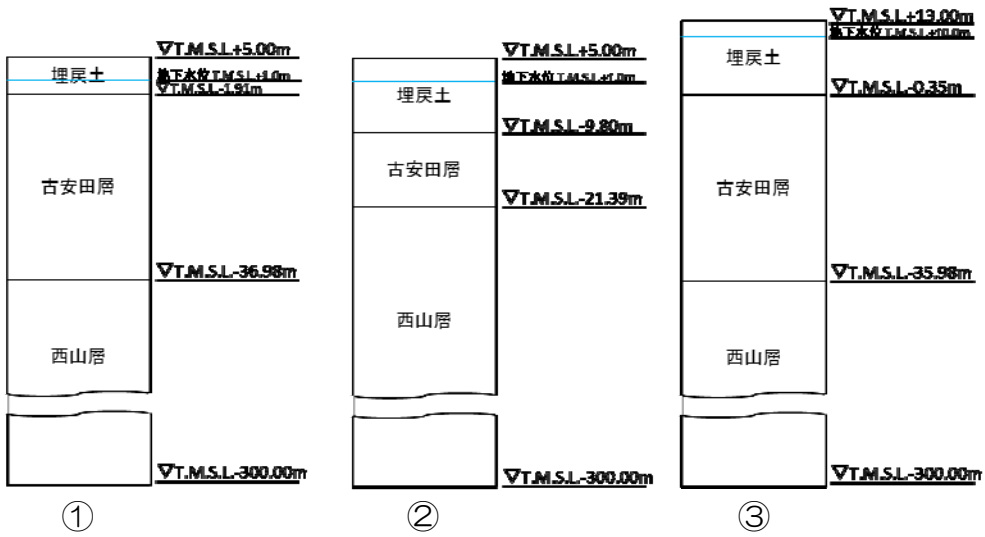 ▽T.M.S.L.+5.00m
埋戻土
地下水位 T.M.S.L.+1.0m
▽T.M.S.L.-1.91m
古安田層
▽T.M.S.L.-36.98m
西山層
▽T.M.S.L.-300.00m
①
▽T.M.S.L.+5.00m
地下水位 T.M.S.L.+1.0m
埋戻土
▽T.M.S.L.-9.80m
古安田層
▽T.M.S.L.-21.39m
西山層
▽T.M.S.L.-300.00m
②
▽T.M.S.L.+13.00m
地下水位 T.M.S.L.+10.0m
埋戻土
▽T.M.S.L.-0.35m
古安田層
▽T.M.S.L.-35.98m
西山層
▽T.M.S.L.-300.00m
③